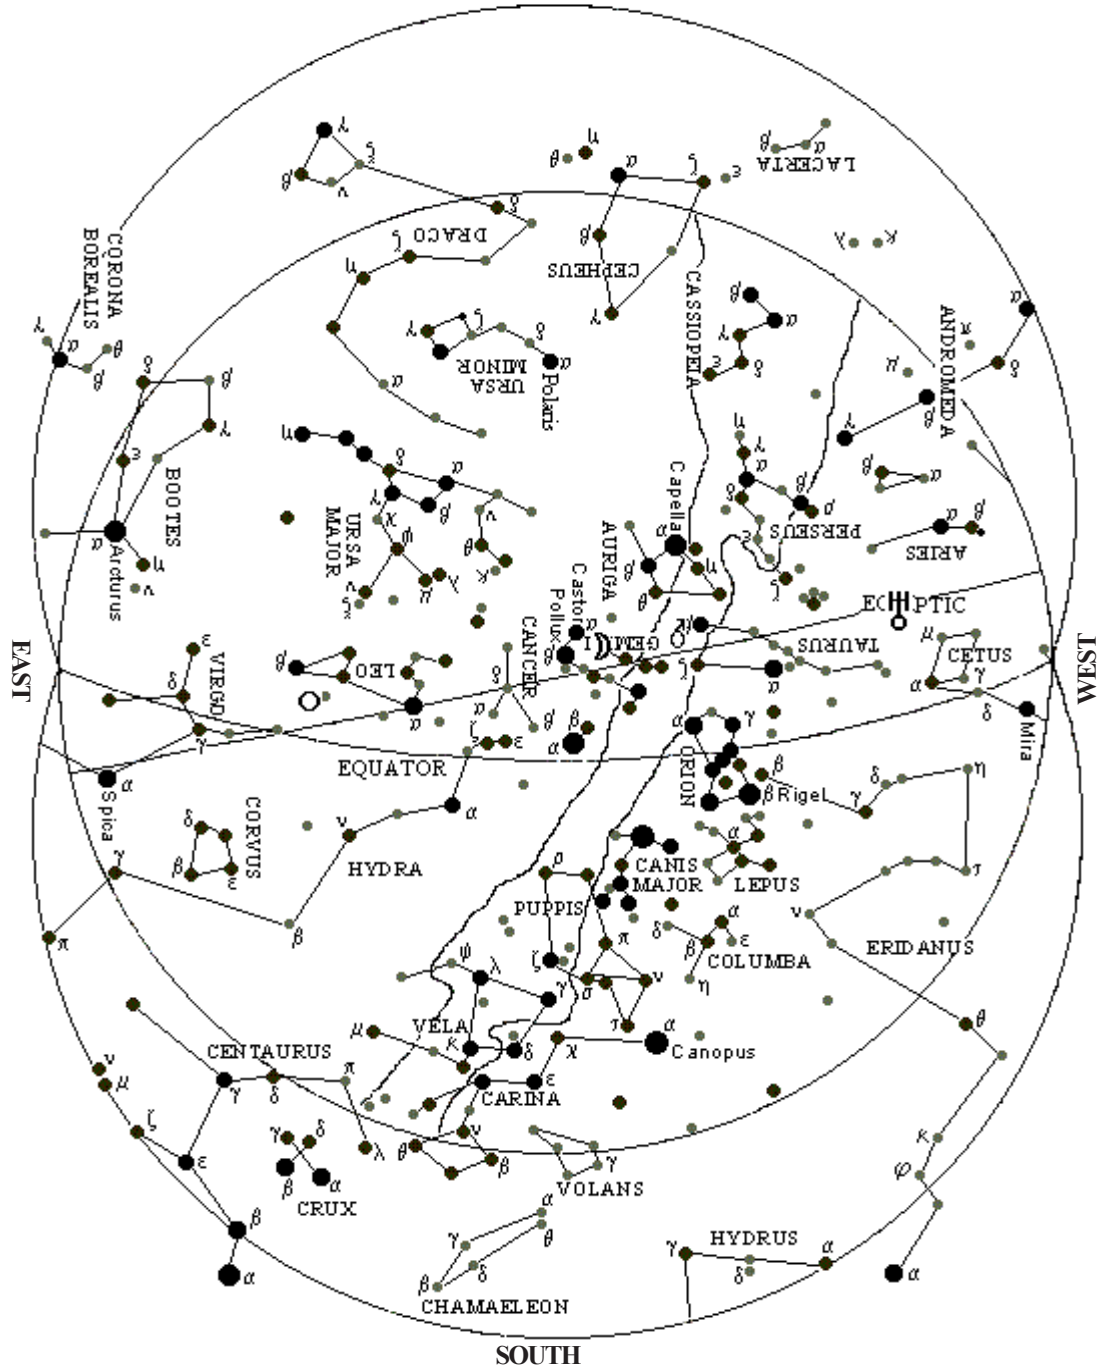 γ
β
ν
ξ
θ
η
α
ζ
ε
β
α
LACERTA
δ
DRACO
ζ
η
β
CEPHEUS
γ
λ
κ
CORONA
BOREALIS
γ
α
β
θ
CASSIOPEIA
β
α
γ
δ
ε
ANDROMEDA
α
π
δ
μ
β
γ
γ
ζ
δ
α
URSA
MINOR
Polaris
α
δ
β
γ
ε
BOOTES
α
Arcturus
η
ν
η
δ
α
γ
β
χ
ψ
URSA
MAJOR
ν
ξ
μ
λ
ν
θ
κ
Capella
α
AURIGA
β
η
θ
η
γ
α
δ
β
ρ
ε
PERSEUS
ζ
β
α
α
β
ARIES
Castor
Pollux
α
β
GEMINI
ECLIPTIC
TAURUS
β
ζ
α
μ
CETUS
α
γ
δ
Mira
EAST
WEST
ε
δ
VIRGO
γ
α
Spica
β
LEO
α
CANCER
δ
α
β
β
α
ζ
ε
EQUATOR
α
γ
ORION
β
Rigel
β
δ
γ
η
CORVUS
δ
β
ε
ν
α
HYDRA
γ
π
β
CANIS
MAJOR
α
LEPUS
τ
ν
ERIDANUS
ρ
PUPPIS
ζ
π
σ
ν
τ
δ
α
β
ε
COLUMBA
η
ψ
λ
γ
μ
VELA
κ
δ
χ
α
Canopus
θ
CENTAURUS
ν
μ
γ
δ
π
ε
CARINA
ζ
ε
γ
δ
λ
θ
ν
β
β
α
CRUX
γ
VOLANS
κ
φ
β
α
α
θ
γ
δ
β
CHAMAELEON
γ
HYDRUS
δ
α
α
SOUTH